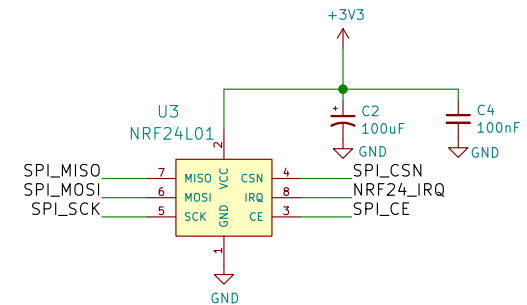 +3V3
U3
NRF24L01
+
C2
100uF
C4
100nF
GND
GND
2
SPI_MISO 7 MISO VCC CSN 4 SPI_CSN
SPI_MOSI 6 MOSI IRQ 8 NRF24_IRQ
SPI_SCK 5 SCK GND CE 3 SPI_CE
1
GND